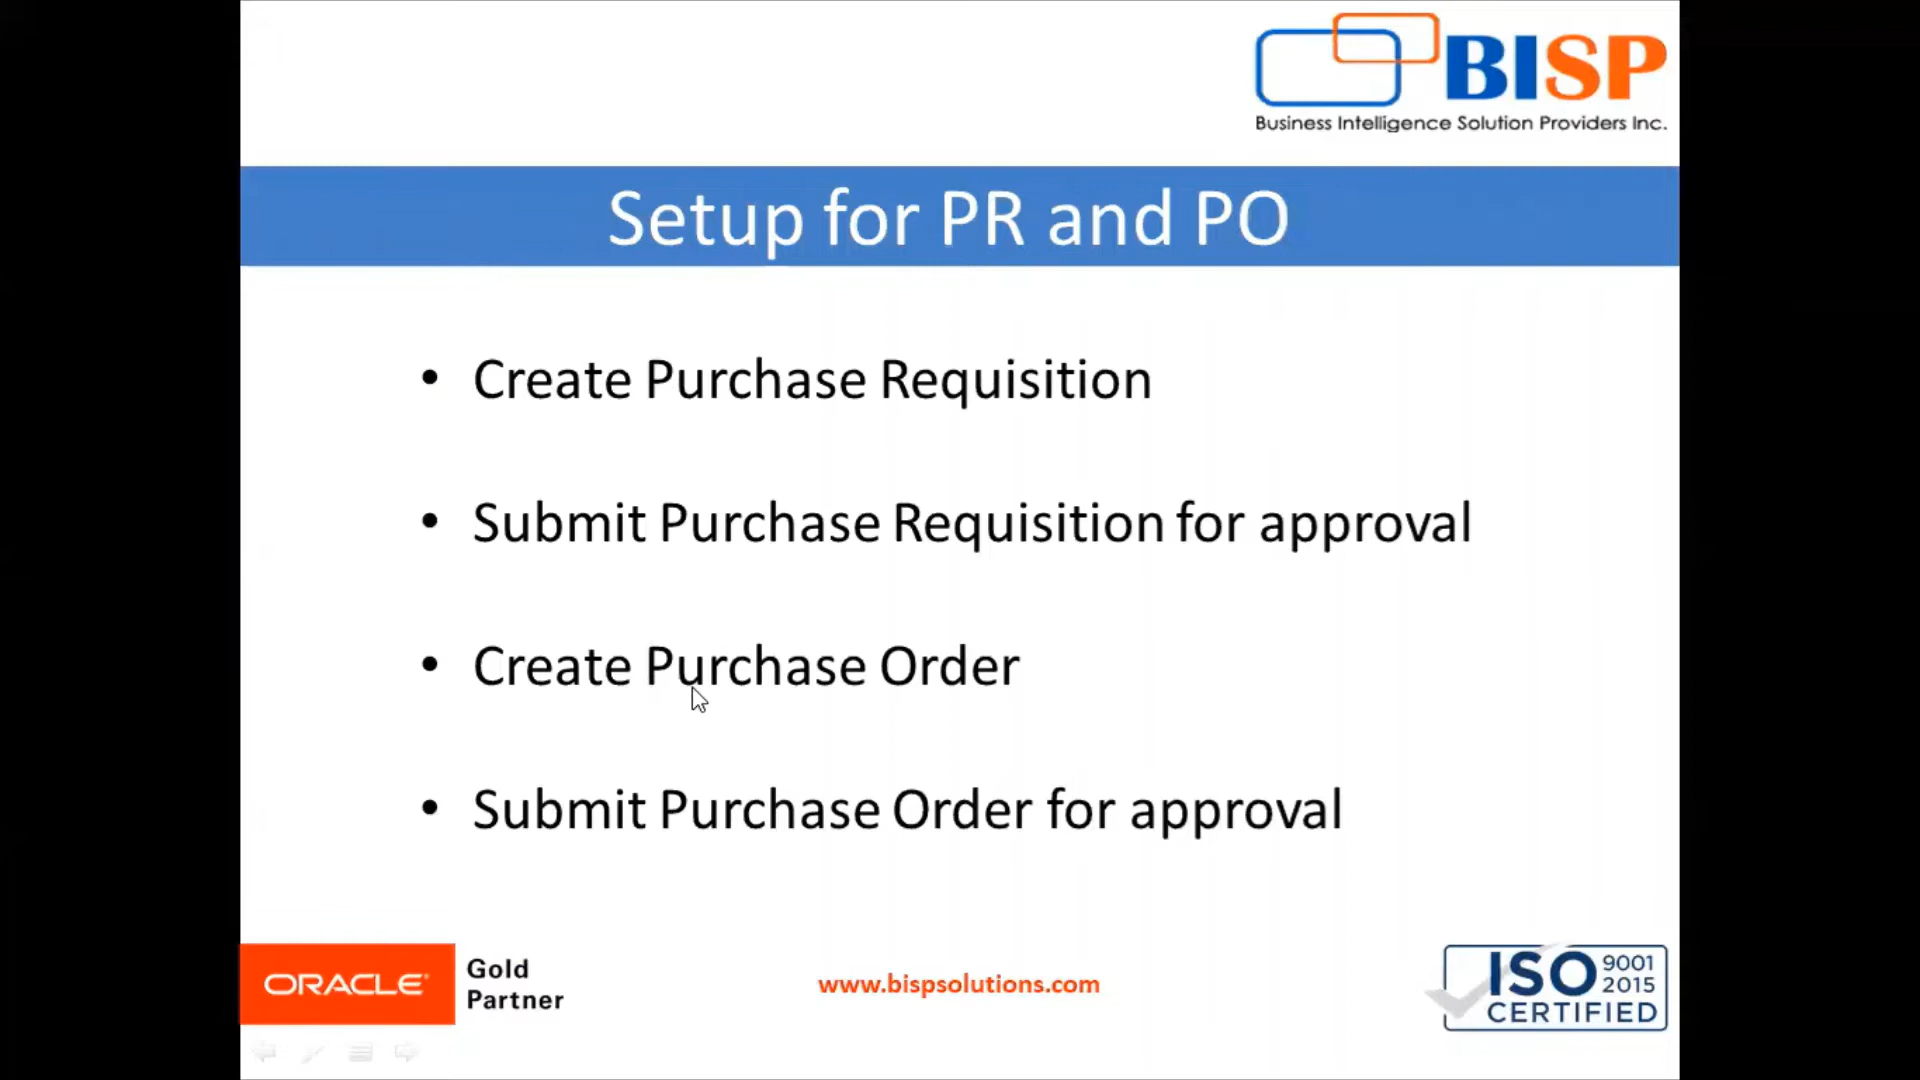 BISP
Business Intelligence Solution Providers Inc.
Setup for PR and PO
• Create Purchase Requisition
• Submit Purchase Requisition for approval
• Create Purchase Order
• Submit Purchase Order for approval
ORACLE®
Gold
Partner
www.bispsolutions.com
ISO 9001
2015
CERTIFIED